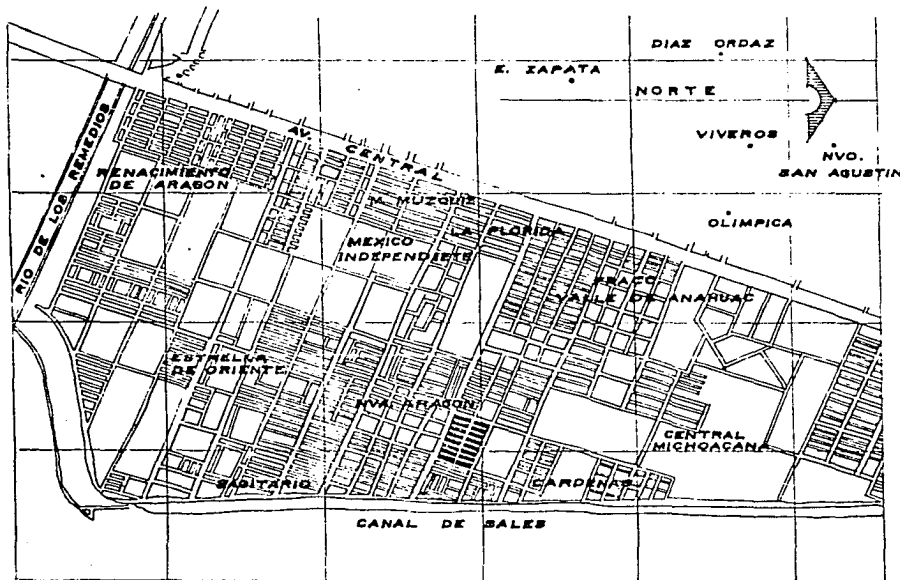 DIAZ ORDAZ
E. ZAPATA
NORTE
VIVEROS
NVO.
SAN AGUSTIN
OLIMPICA
AV. CENTRAL
RIO DE LOS REMEDIOS
RENACIMIENTO
DE ARAGON
M. MUZQUIZ
LA FLORIDA
MEXICO
INDEPENDIETE
FRACC
VALLE DE ANAHUAC
ESTRELLA
DE ORIENTE
NVA. ARAGON
CENTRAL
MICHOACANA
SAGITARIO
CARDENAS
CANAL DE SALES